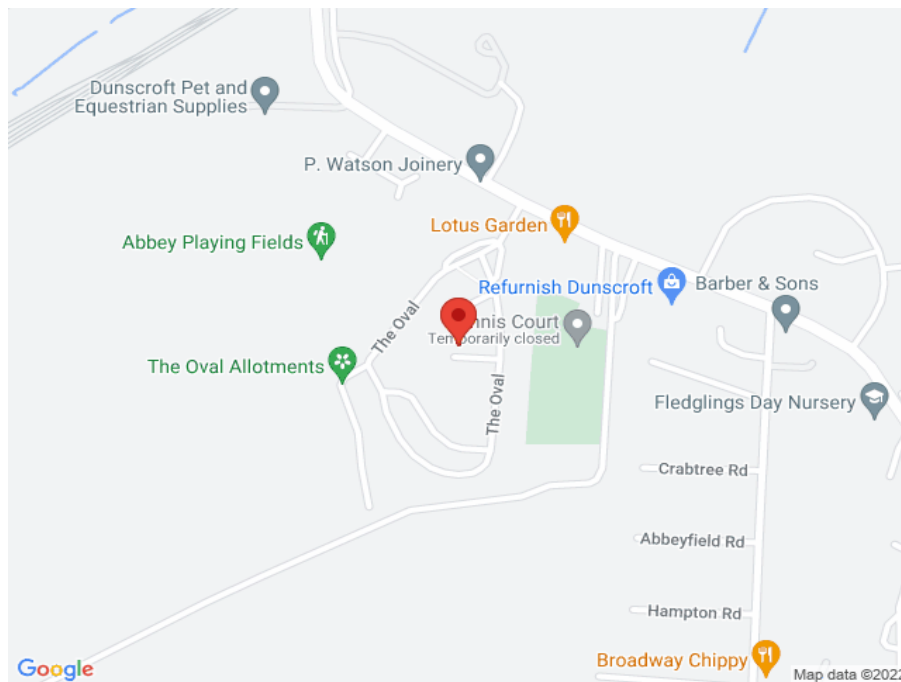 Dunscroft Pet and
Equestrian Supplies
P. Watson Joinery
Lotus Garden
Abbey Playing Fields
Refurnish Dunscroft
Barber & Sons
The Oval
nnis Court
Temporarily closed
The Oval Allotments
The Oval
Fledglings Day Nursery
Crabtree Rd
Abbeyfield Rd
Hampton Rd
Broadway Chippy
Google
Map data ©2022